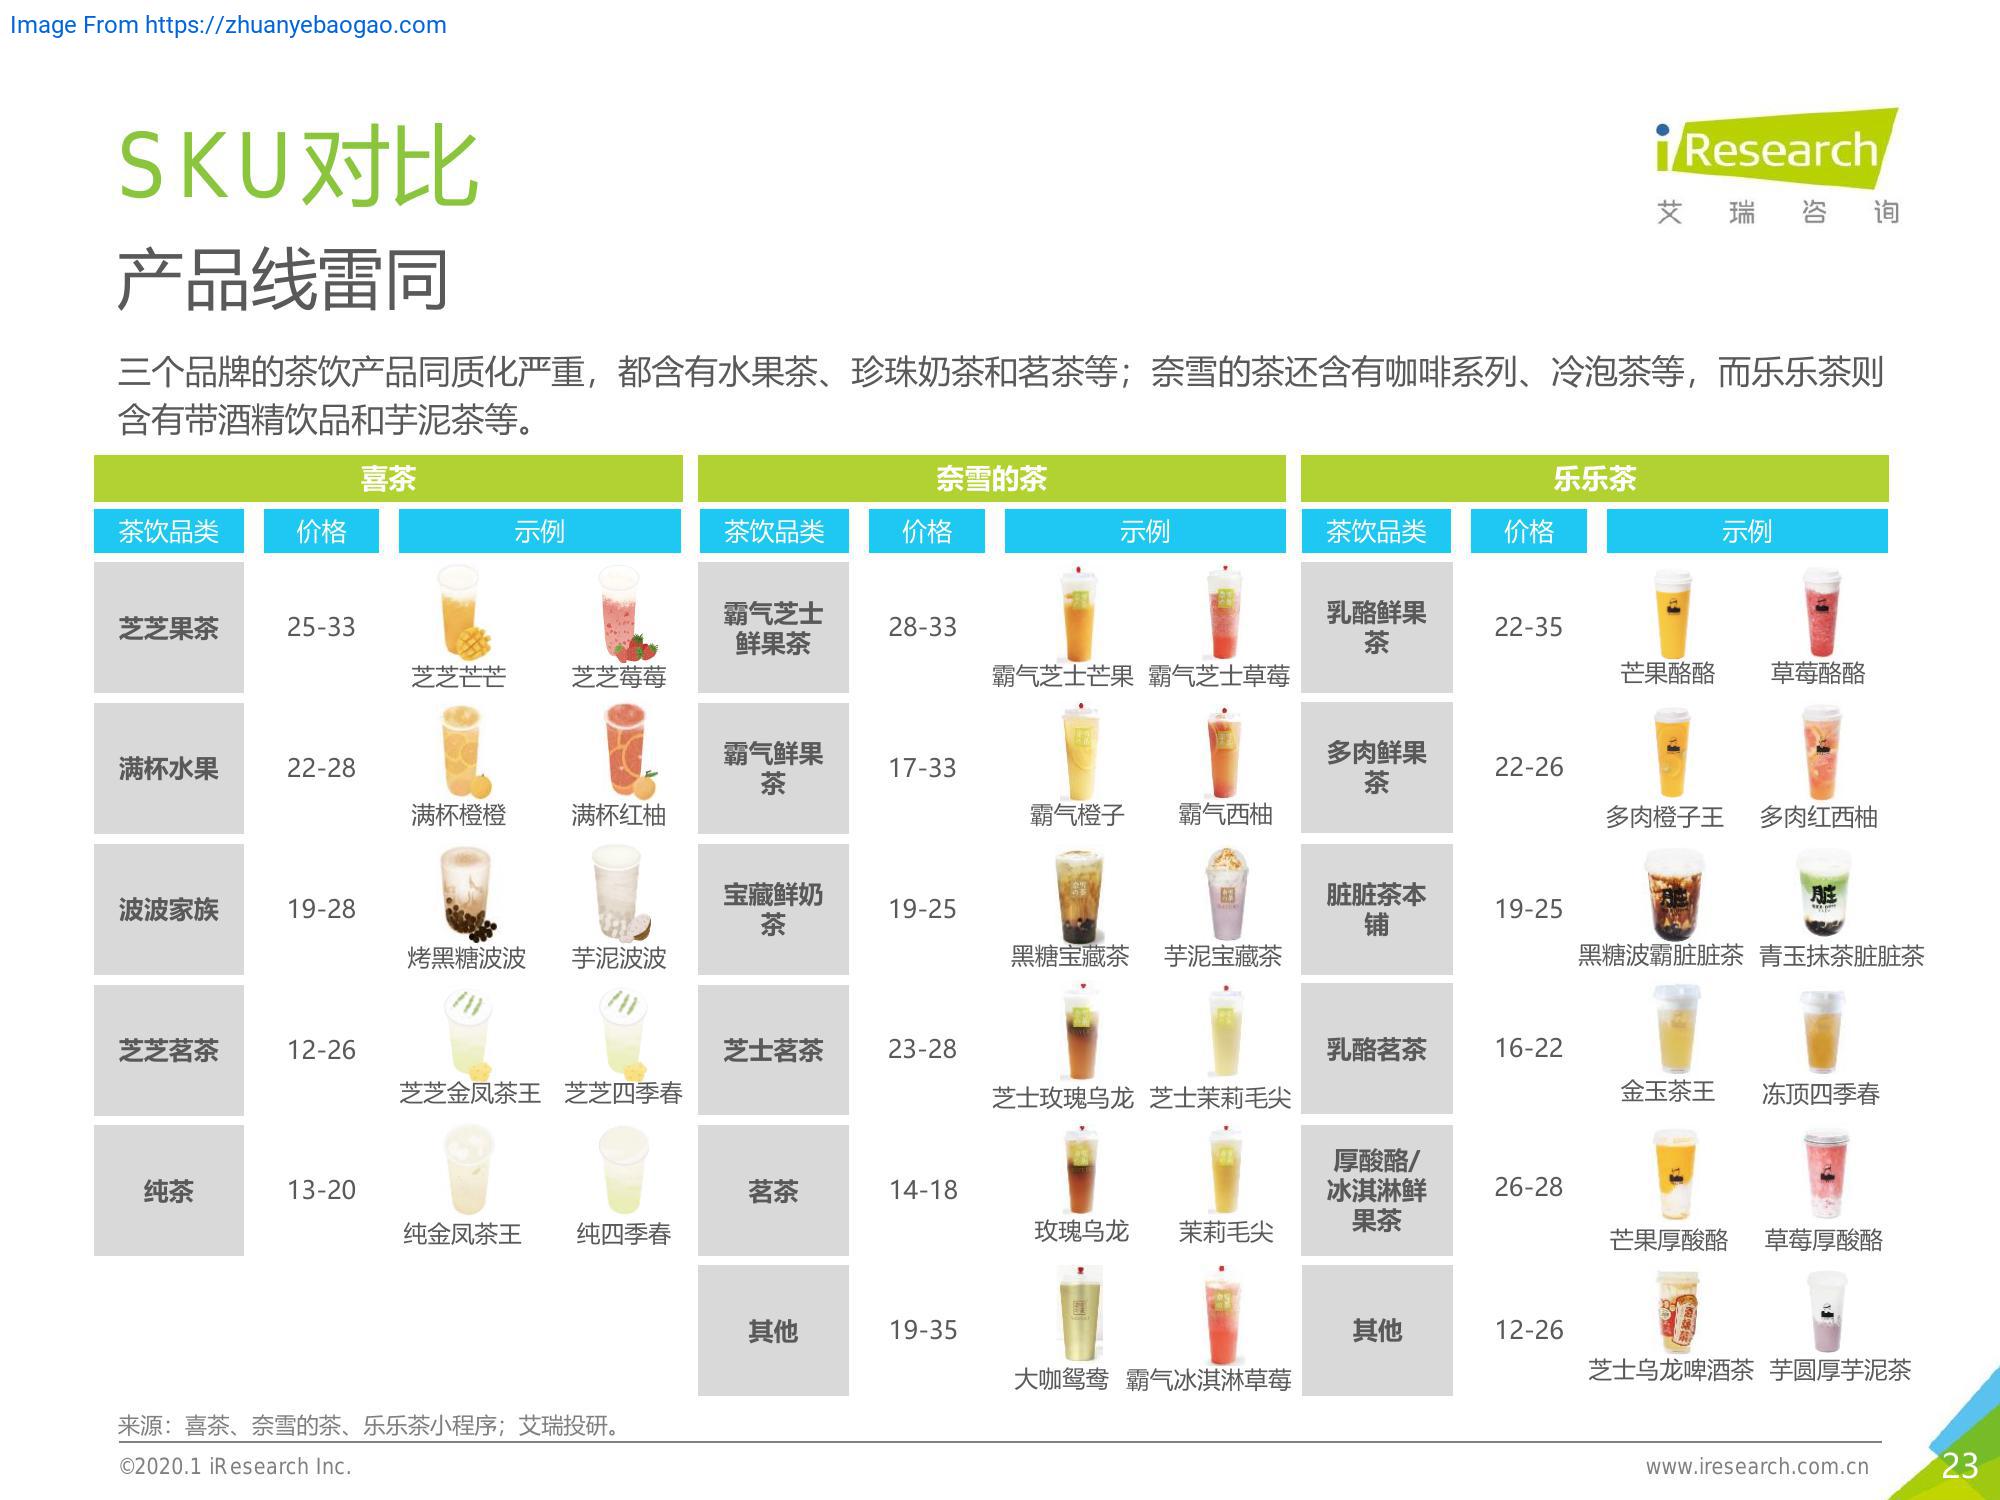 Image From https://zhuanyebaogao.com
SKU对比
iResearch
艾瑞咨询
产品线雷同
三个品牌的茶饮产品同质化严重，都含有水果茶、珍珠奶茶和茗茶等；奈雪的茶还含有咖啡系列、冷泡茶等，而乐乐茶则
含有带酒精饮品和芋泥茶等。
喜茶
茶饮品类 价格 示例
芝芝果茶 25-33 芝芝芒芒 芝芝莓莓
满杯水果 22-28 满杯橙橙 满杯红柚
波波家族 19-28 烤黑糖波波 芋泥波波
芝芝茗茶 12-26 芝芝金凤茶王 芝芝四季春
纯茶 13-20 纯金凤茶王 纯四季春
奈雪的茶
茶饮品类 价格 示例
霸气芝士
鲜果茶 28-33 霸气芝士芒果 霸气芝士草莓
霸气鲜果
茶 17-33 霸气橙子 霸气西柚
宝藏鲜奶
茶 19-25 黑糖宝藏茶 芋泥宝藏茶
芝士茗茶 23-28 芝士玫瑰乌龙 芝士茉莉毛尖
茗茶 14-18 玫瑰乌龙 茉莉毛尖
其他 19-35 大咖鸳鸯 霸气冰淇淋草莓
乐乐茶
茶饮品类 价格 示例
乳酪鲜果
茶 22-35 芒果酪酪 草莓酪酪
多肉鲜果
茶 22-26 多肉橙子王 多肉红西柚
脏脏茶本
铺 19-25 脏 脏 黑糖波霸脏脏茶 青玉抹茶脏脏茶
乳酪茗茶 16-22 金玉茶王 冻顶四季春
厚酸酪/
冰淇淋鲜
果茶 26-28 芒果厚酸酪 草莓厚酸酪
其他 12-26 芝士乌龙啤酒茶 芋圆厚芋泥茶
来源：喜茶、奈雪的茶、乐乐茶小程序；艾瑞投研。
©2020.1 iResearch Inc.
www.iresearch.com.cn
23